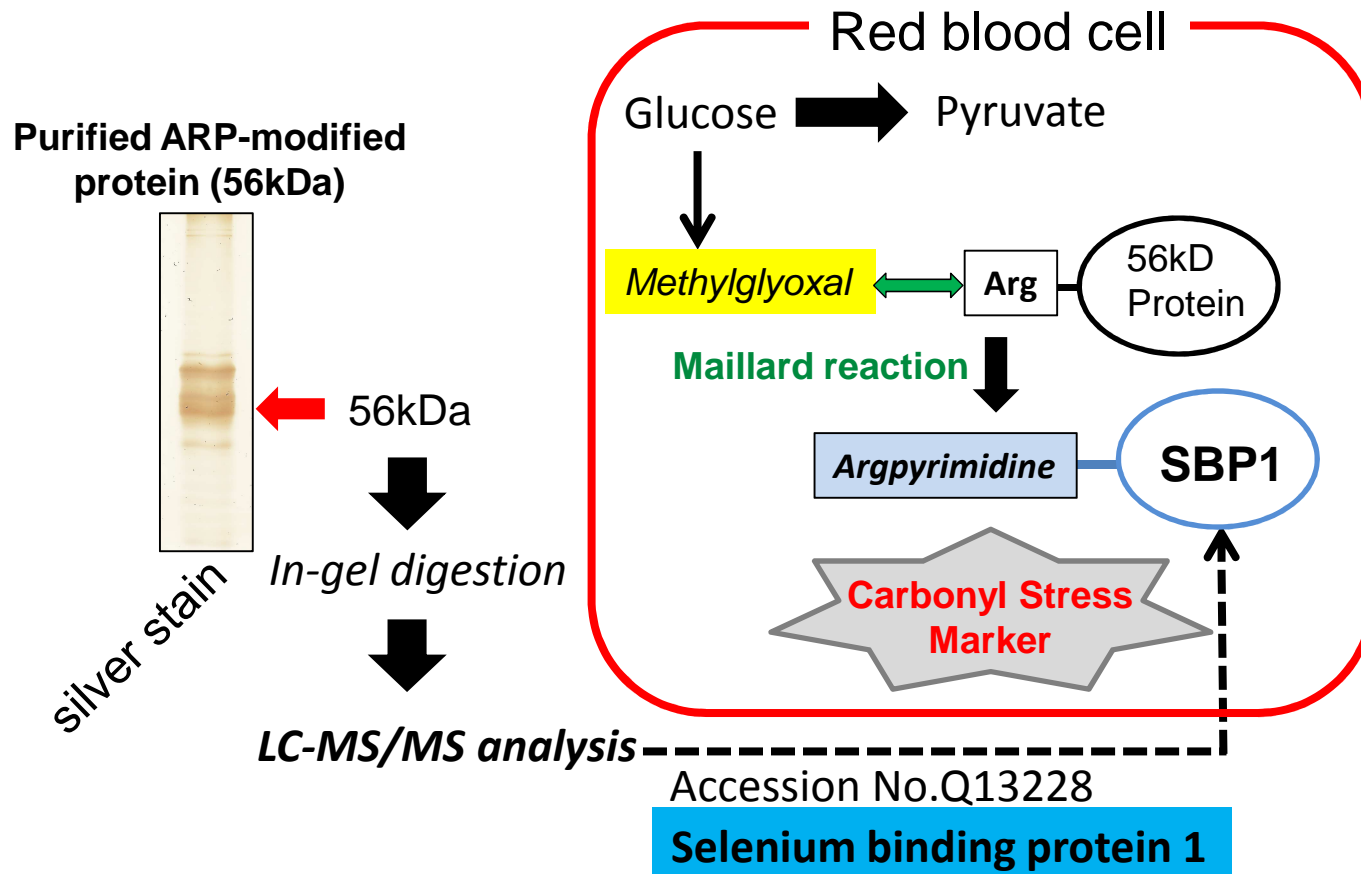 Purified ARP-modified
protein (56kDa)
56kDa
silver stain
In-gel digestion
LC-MS/MS analysis
Red blood cell
Glucose
Pyruvate
Methylglyoxal
Arg
56kD
Protein
Maillard reaction
Argpyrimidine
SBP1
Carbonyl Stress
Marker
Accession No.Q13228
Selenium binding protein 1